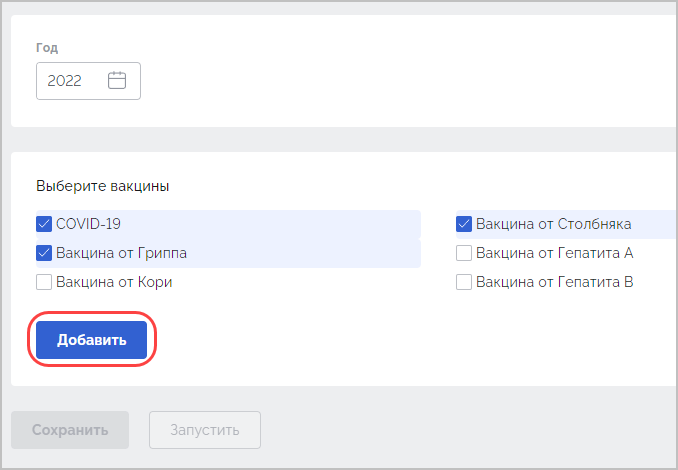 Год
2022
Выберите вакцины
COVID-19
Вакцина от Столбняка
Вакцина от Гриппа
Вакцина от Гепатита А
Вакцина от Кори
Вакцина от Гепатита В
Добавить
Сохранить
Запустить